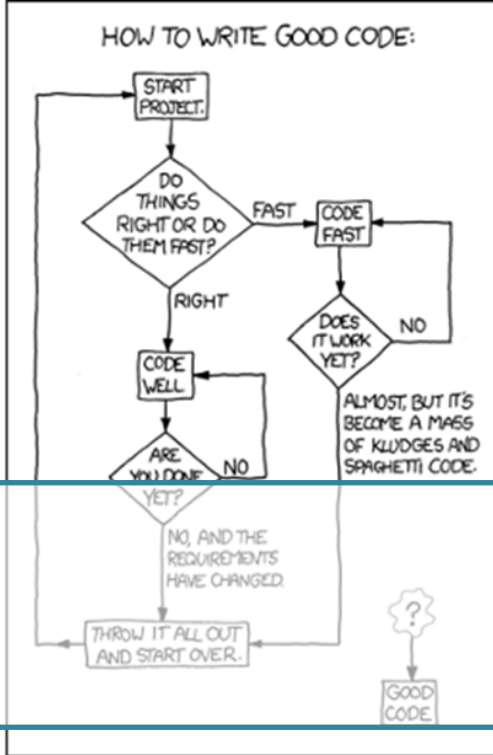 HOW TO WRITE GOOD CODE:
START
PROJECT.
DO
THINGS
RIGHT OR DO
THEM FAST?
FAST
CODE
FAST
RIGHT
DOES
IT WORK
YET?
NO
CODE
WELL
ALMOST, BUT IT'S
BECOME A MASS
OF KLUDGES AND
SPAGHETTI CODE.
ARE
YOU DONE
YET?
NO
NO, AND THE
REQUIREMENTS
HAVE CHANGED.
THROW IT ALL OUT
AND START OVER.
?
GOOD
CODE